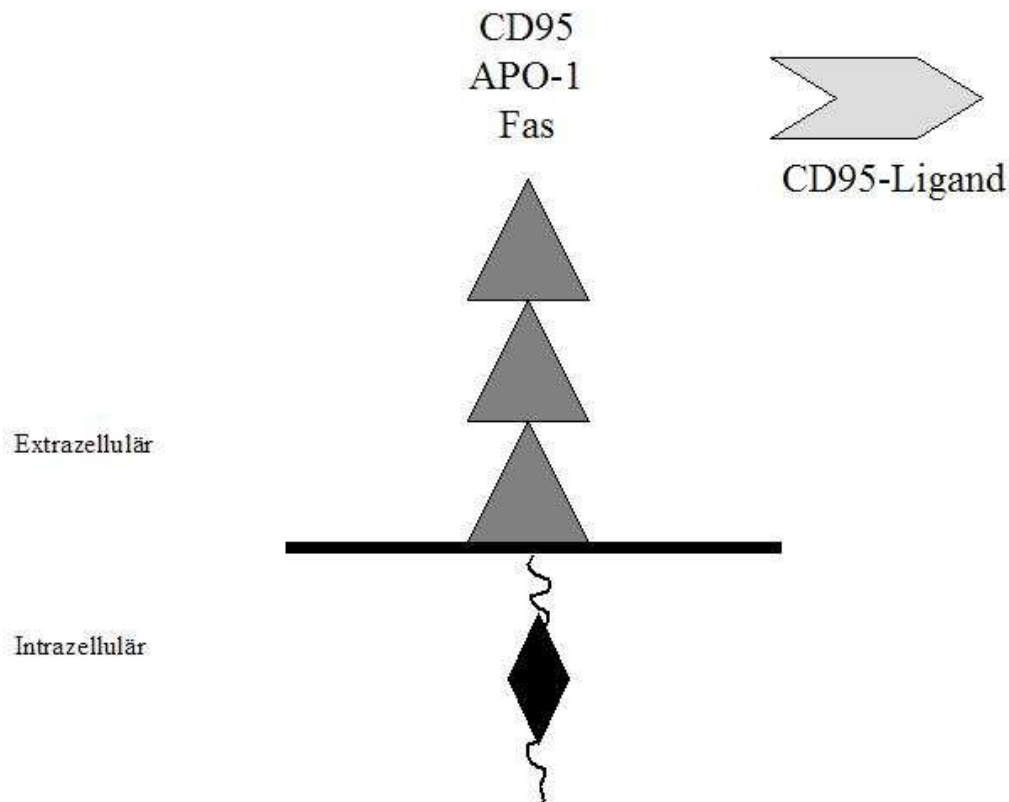 CD95
APO-1
Fas
CD95-Ligand
Extrazellulär
Intrazellulär